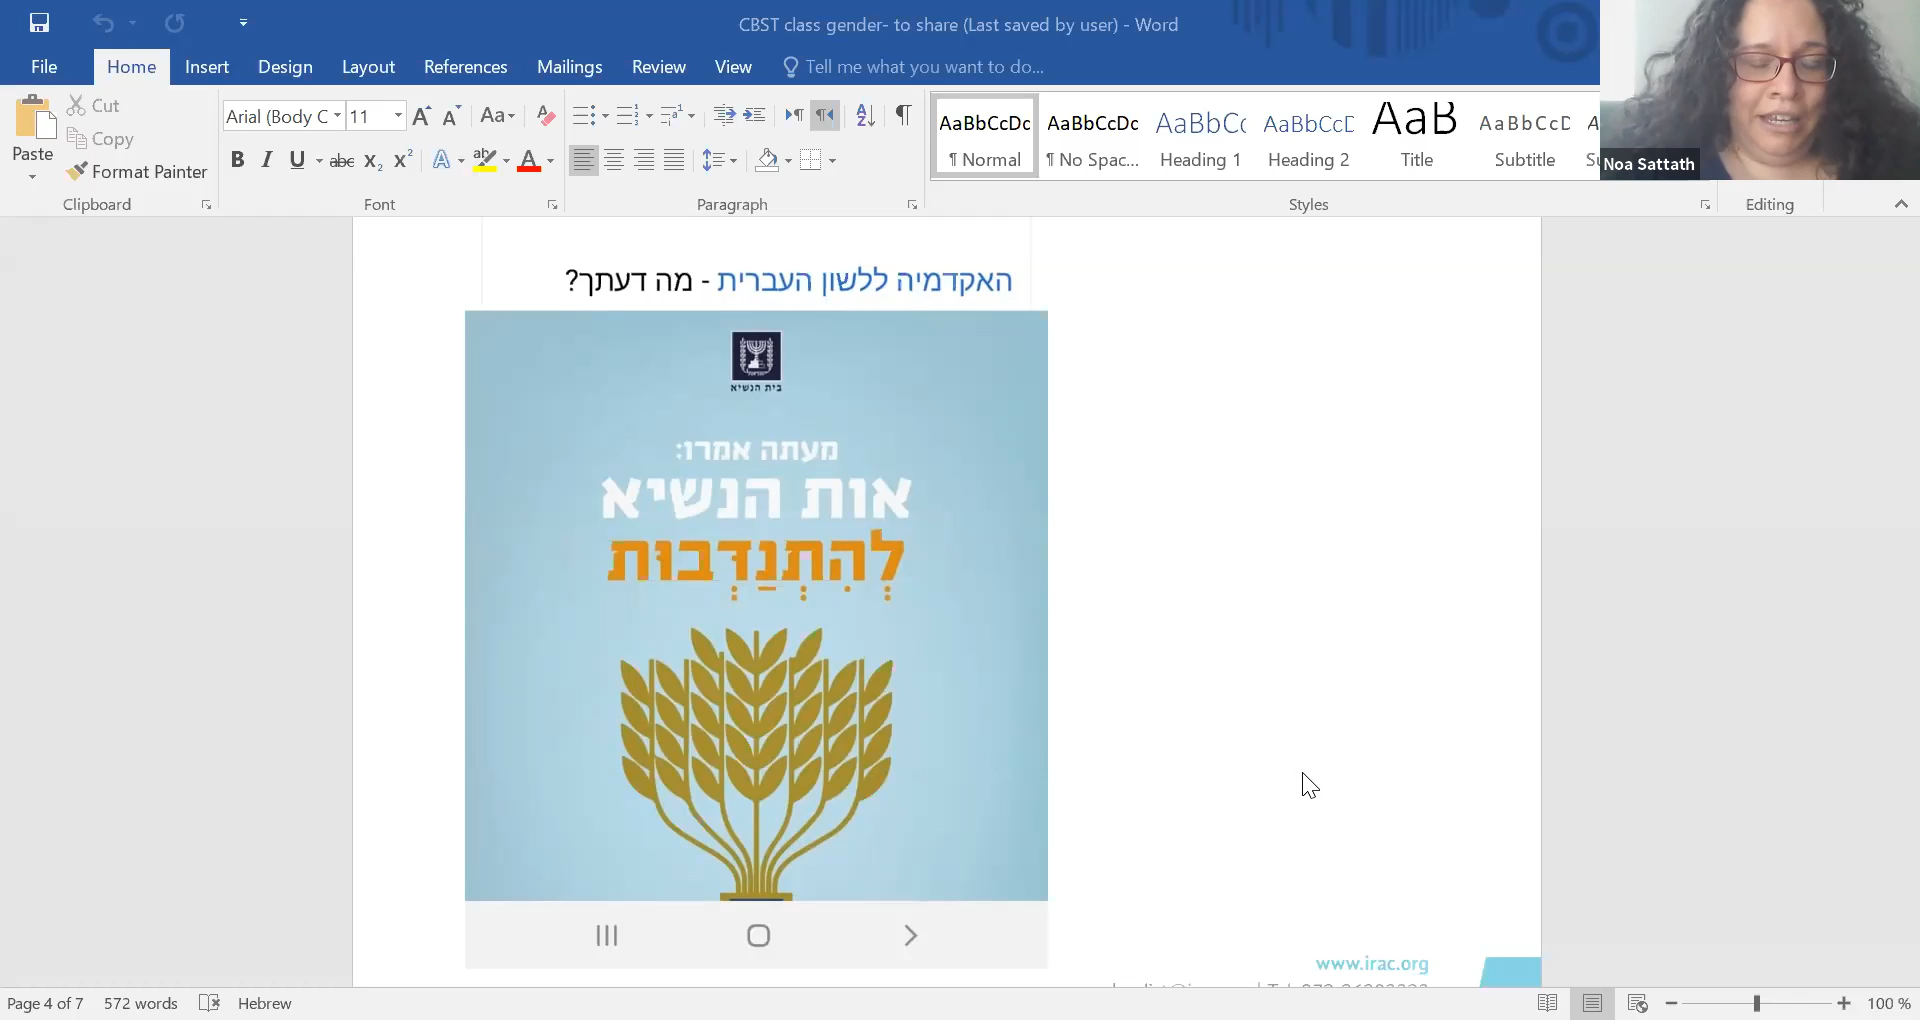 CBST class gender- to share (Last saved by user) - Word
File Home Insert Design Layout References Mailings Review View Tell me what you want to do...
Paste
Cut
Copy
Format Painter
Clipboard
Arial (Body C 11
Font
Paragraph
AaBbCcDc AaBbCcDc AaBbCc AaBbCcD AaB AaBbCcD
¶ Normal ¶ No Spac... Heading 1 Heading 2 Title Subtitle
Styles
Editing
Noa Sattath
האקדמיה ללשון העברית - מה דעתך?
בית הנשיא
מעתה אמרו:
אות הנשיא
לְהִתְנַדְּבוּת
www.irac.org
Page 4 of 7 572 words Hebrew
100 %